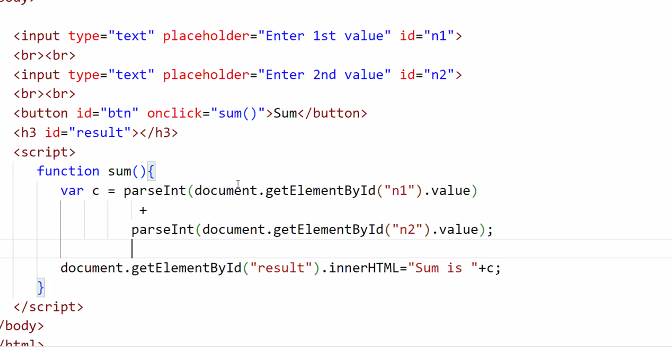 body>
<input type="text" placeholder="Enter 1st value" id="n1">
<br><br>
<input type="text" placeholder="Enter 2nd value" id="n2">
<br><br>
<button id="btn" onclick="sum()">Sum</button>
<h3 id="result"></h3>
<script>
function sum(){
var c = parseInt(document.getElementById("n1").value)
+
parseInt(document.getElementById("n2").value);
document.getElementById("result").innerHTML="Sum is "+c;
}
</script>
/body>
/html>